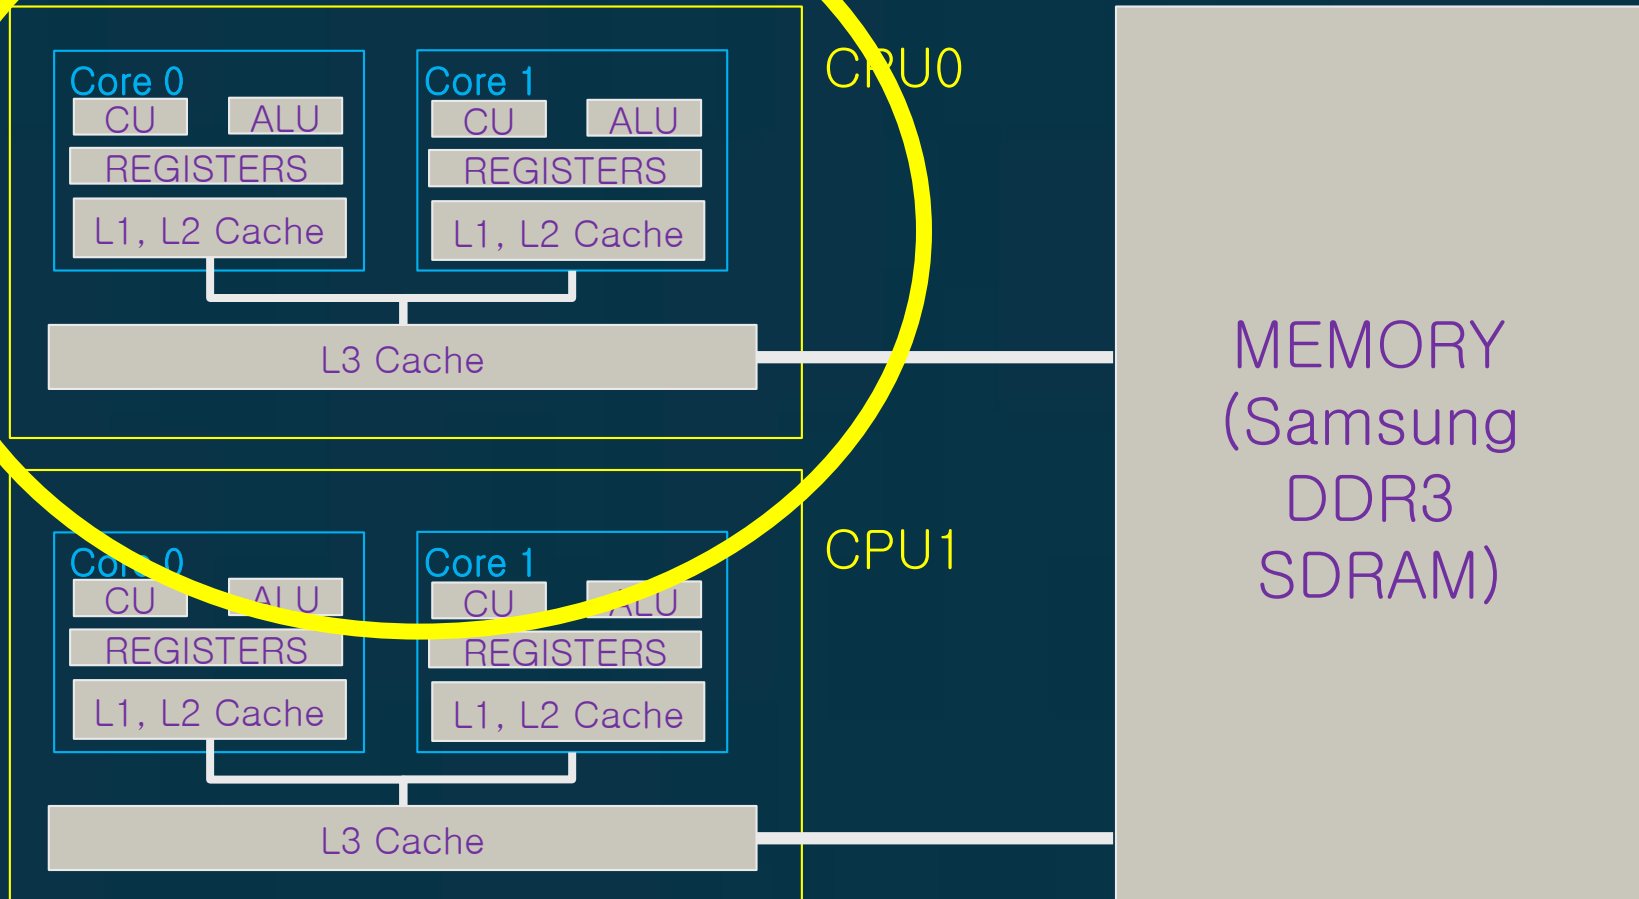 CPU0
Core 0
Core 1
CU
ALU
CU
ALU
REGISTERS
REGISTERS
L1, L2 Cache
L1, L2 Cache
L3 Cache
CPU1
Core 0
Core 1
CU
ALU
CU
ALU
REGISTERS
REGISTERS
L1, L2 Cache
L1, L2 Cache
L3 Cache
MEMORY
(Samsung
DDR3
SDRAM)